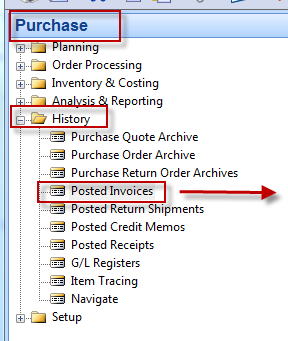 Purchase
Planning
Order Processing
Inventory & Costing
Analysis & Reporting
History
Purchase Quote Archive
Purchase Order Archive
Purchase Return Order Archives
Posted Invoices
Posted Return Shipments
Posted Credit Memos
Posted Receipts
G/L Registers
Item Tracing
Navigate
Setup